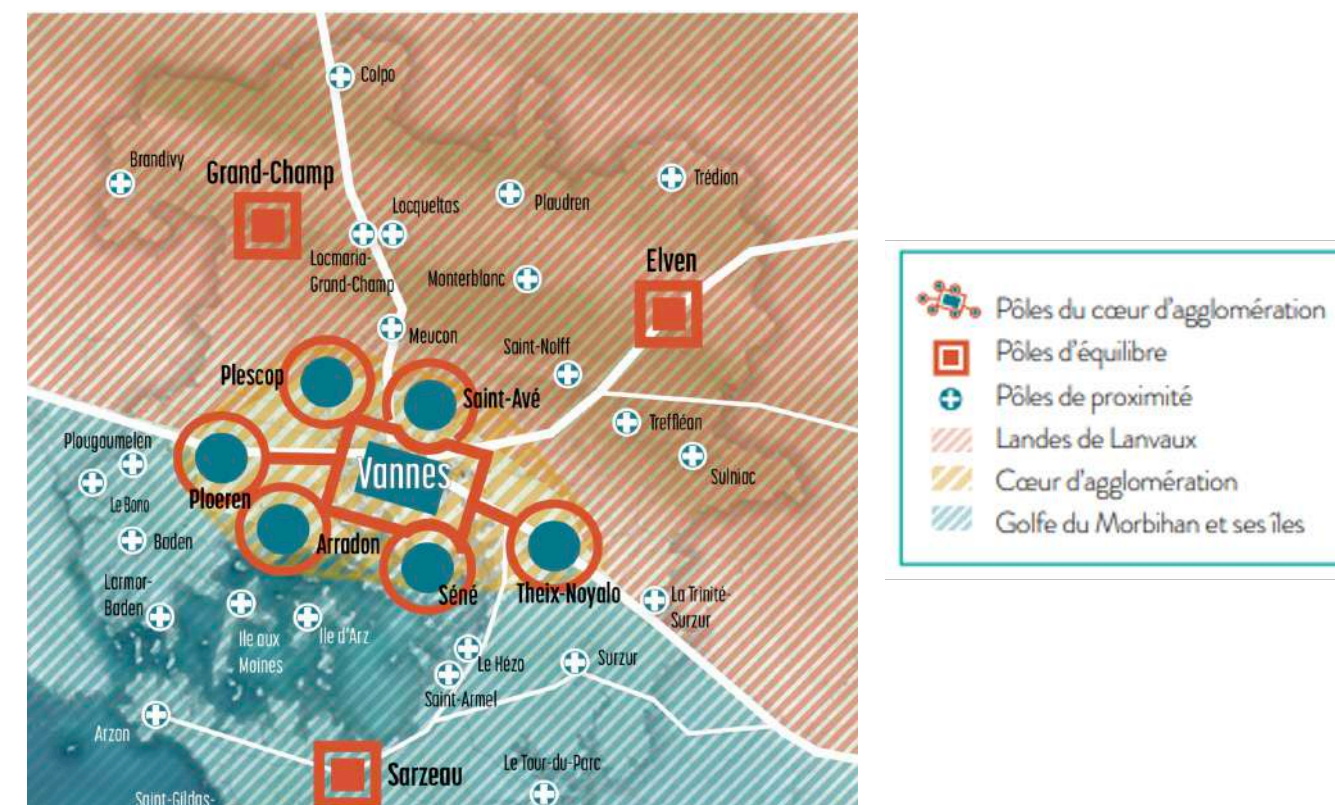 Colpo
Brandivy
Grand-Champ
Trédion
Plaudren
Locqueltas
Locmaria-
Grand-Champ
Monterblanc
Elven
Meucon
Saint-Nolff
Plescop
Saint-Avé
Treffléan
Plougoumelen
Vannes
Sulniac
Le Bono
Ploeren
Baden
Arradon
Larmor-
Baden
Séné
Theix-Noyalo
La Trinité-
Surzur
Ile aux
Moines
Ile d'Arz
Le Hézo
Surzur
Saint-Armel
Arzon
Sarzeau
Le Tour-du-Parc
Saint-Gildas-
Pôles du cœur d'agglomération
Pôles d'équilibre
Pôles de proximité
Landes de Lanvaux
Cœur d'agglomération
Golfe du Morbihan et ses îles